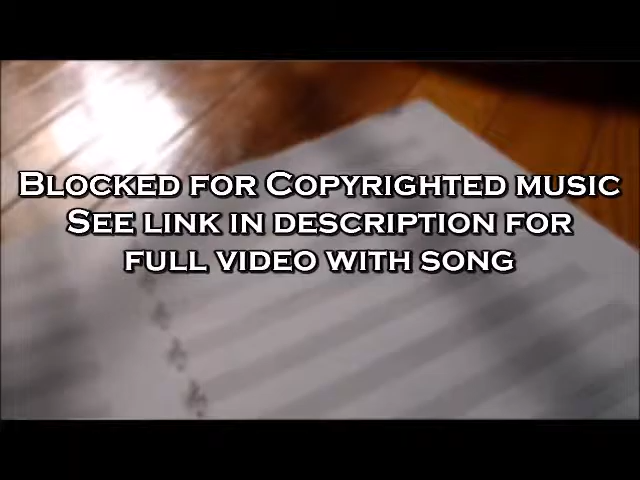 Blocked for Copyrighted music
See link in description for
full video with song